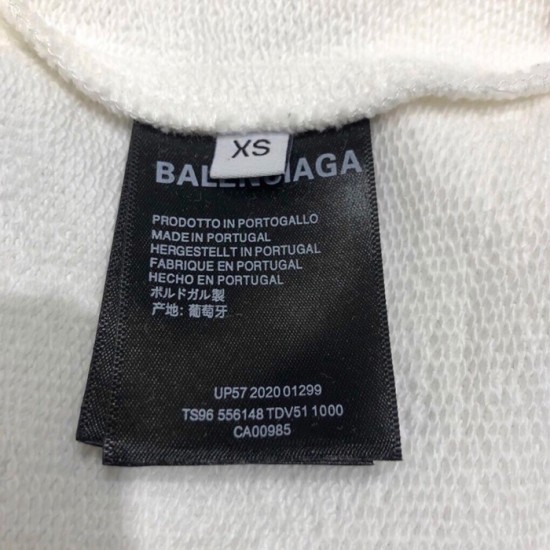 XS
BALENCIAGA
PRODOTTO IN PORTOGALLO
MADE IN PORTUGAL
HERGESTELLT IN PORTUGAL
FABRIQUE EN PORTUGAL
HECHO EN PORTUGAL
ポルドガル製
产地: 葡萄牙
UP57 2020 01299
TS96 556148 TDV51 1000
CA00985